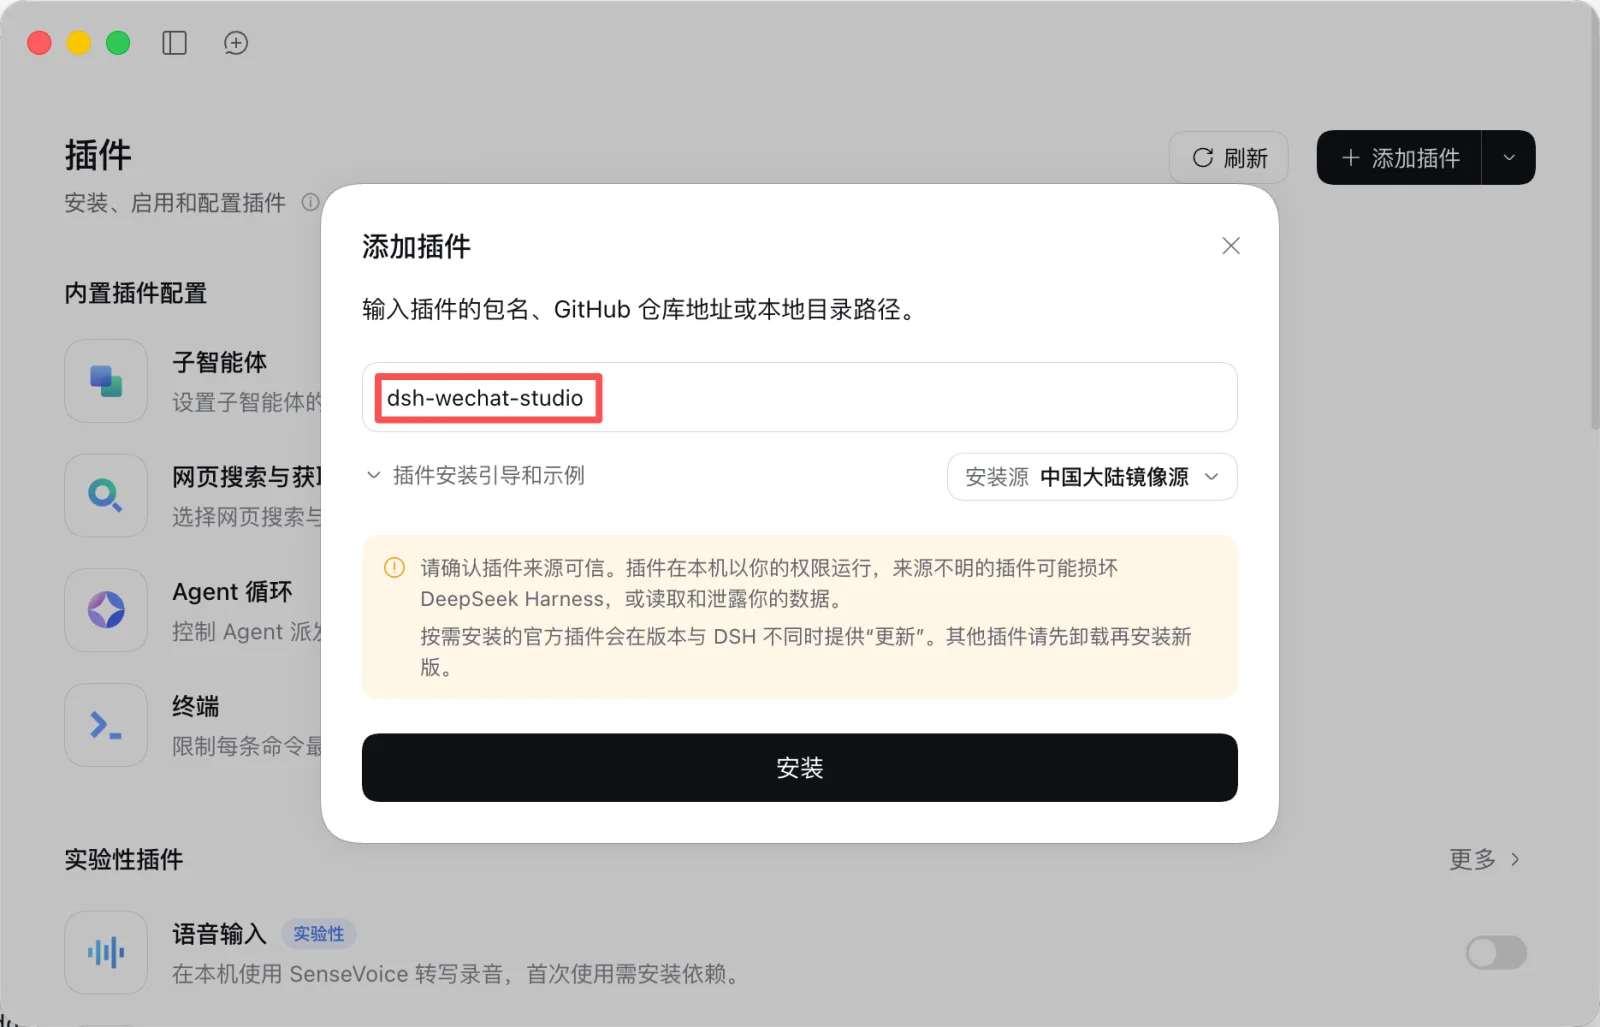 插件
刷新
添加插件
安装、启用和配置插件
添加插件
输入插件的包名、GitHub 仓库地址或本地目录路径。
dsh-wechat-studio
插件安装引导和示例
安装源 中国大陆镜像源
请确认插件来源可信。插件在本机以你的权限运行，来源不明的插件可能损坏
DeepSeek Harness，或读取和泄露你的数据。
按需安装的官方插件会在版本与 DSH 不同时提供“更新”。其他插件请先卸载再安装新
版。
安装
内置插件配置
子智能体
设置子智能体的
网页搜索与获取
选择网页搜索与
Agent 循环
控制 Agent 派发
终端
限制每条命令最
实验性插件
更多
语音输入 实验性
在本机使用 SenseVoice 转写录音，首次使用需安装依赖。